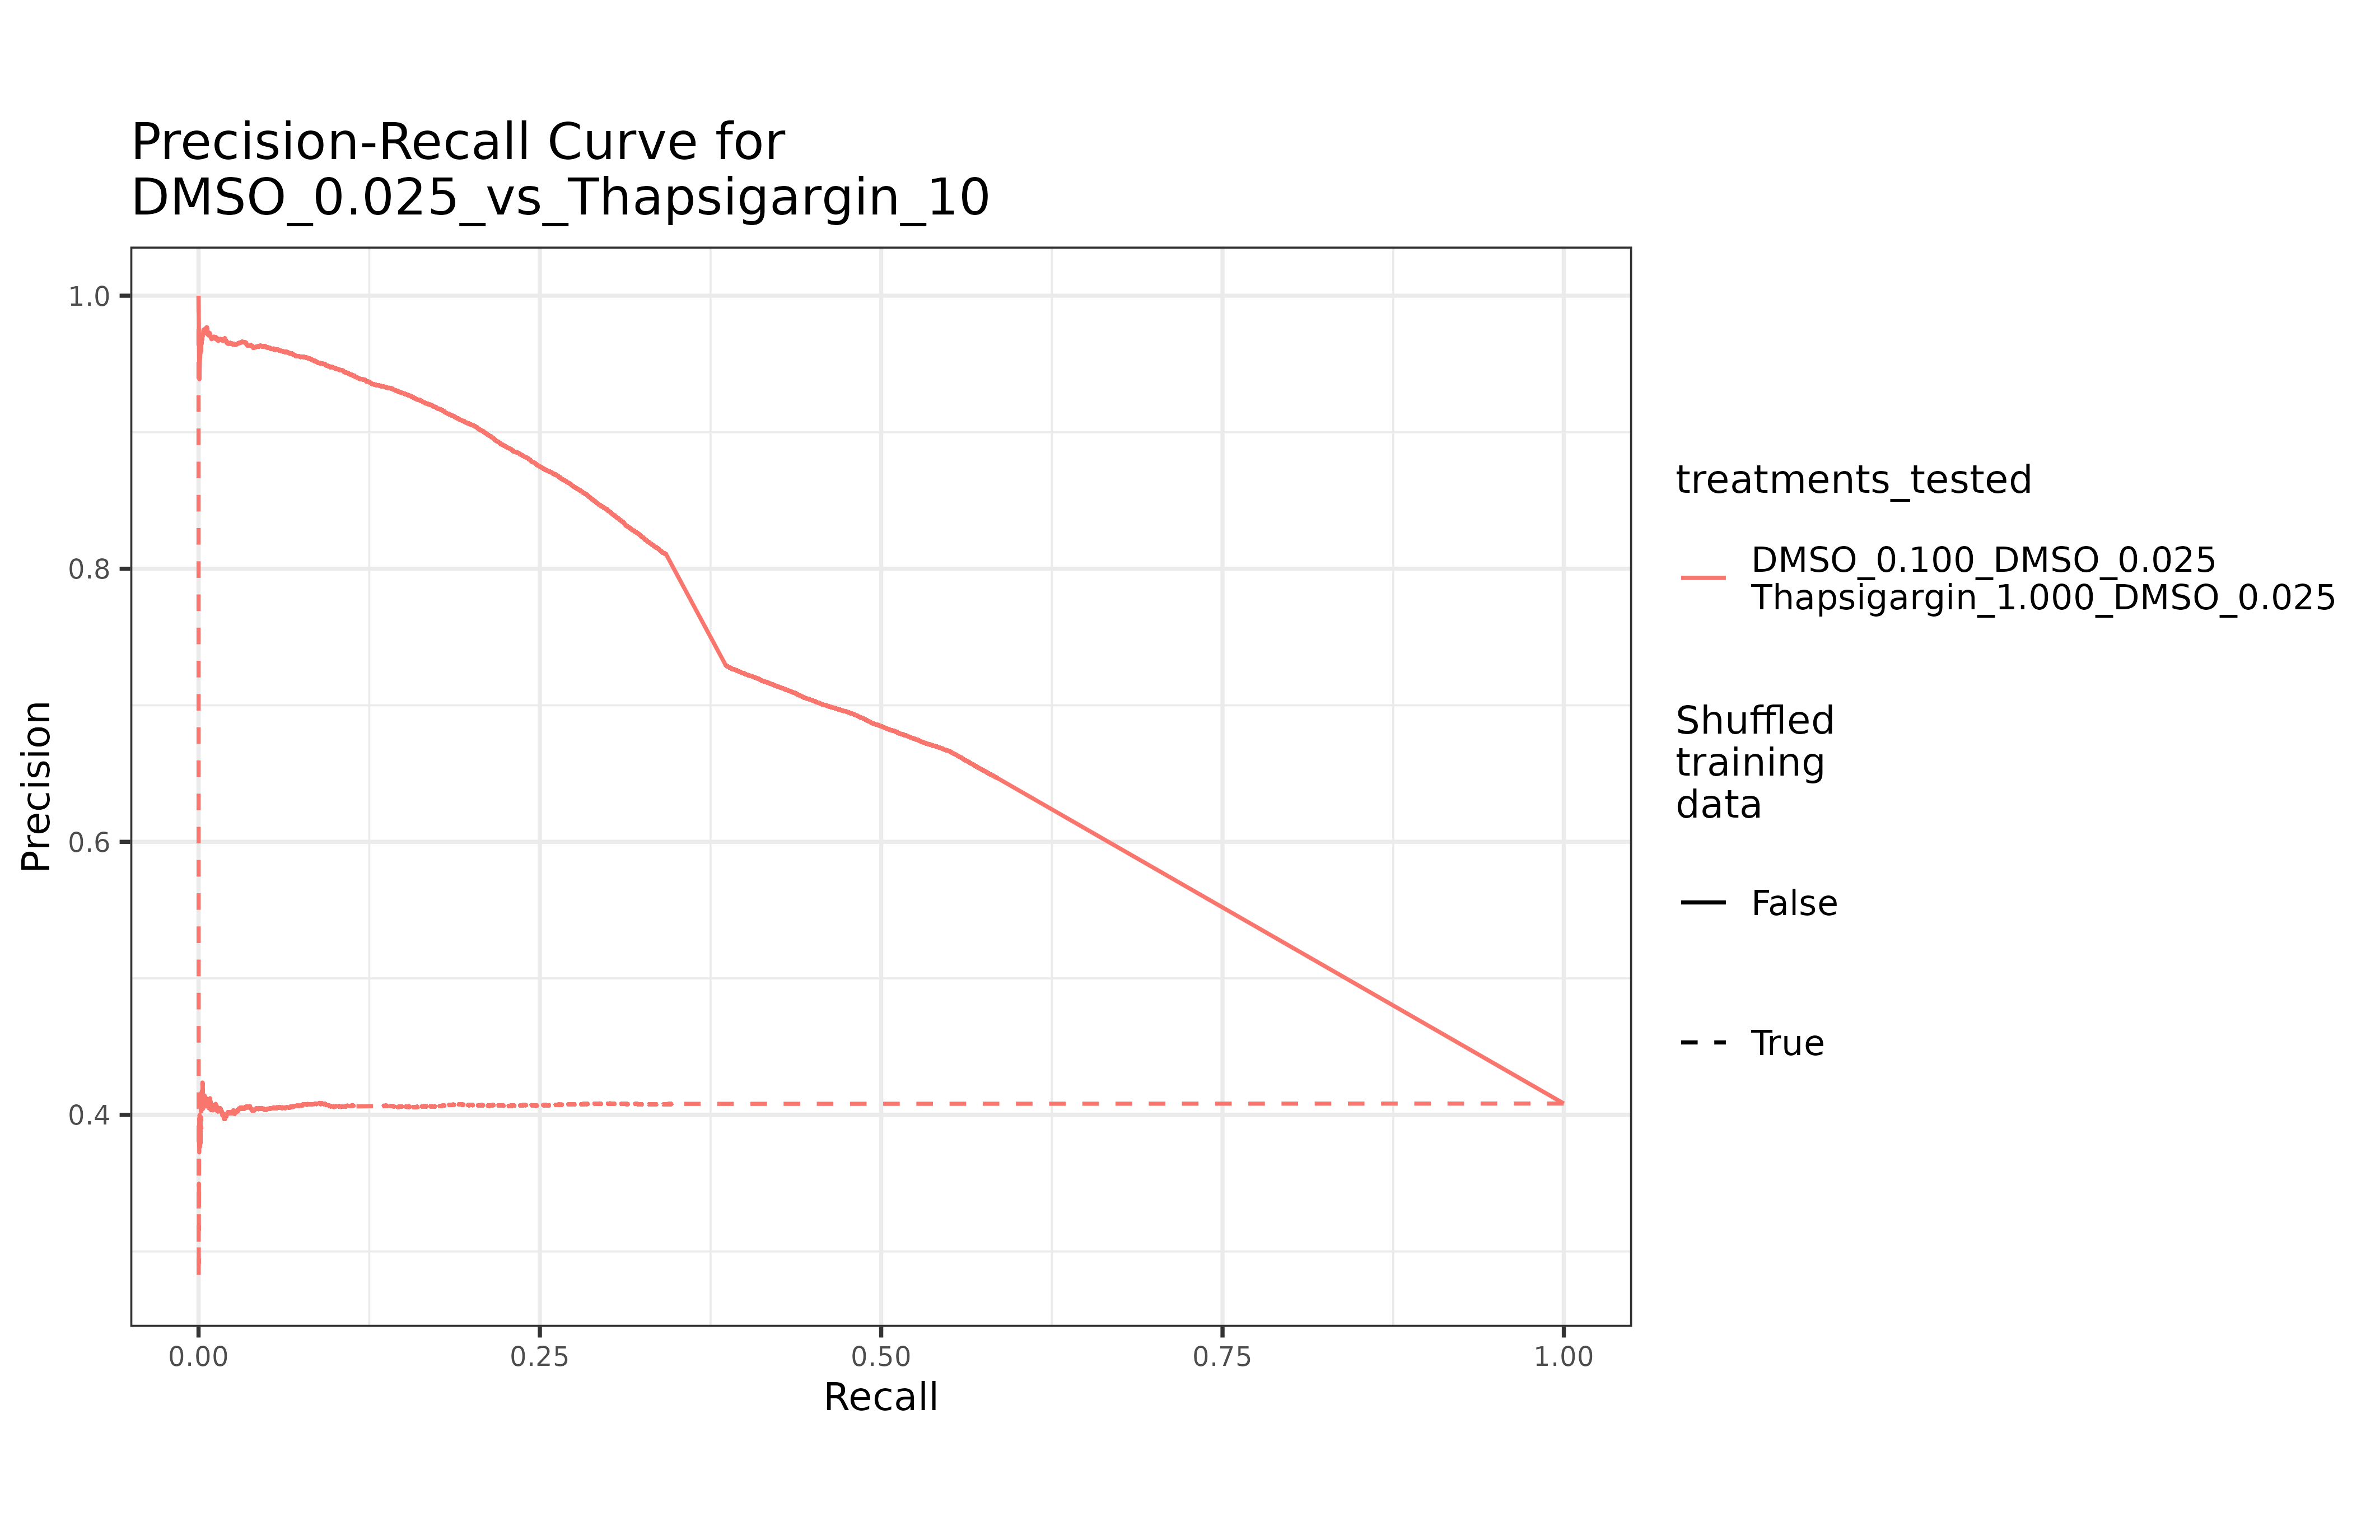 Precision-Recall Curve for
DMSO_0.025_vs_Thapsigargin_10
Precision
1.0
0.8
0.6
0.4
0.00
0.25
0.50
0.75
1.00
Recall
treatments_tested
DMSO_0.100_DMSO_0.025
Thapsigargin_1.000_DMSO_0.025
Shuffled
training
data
False
True